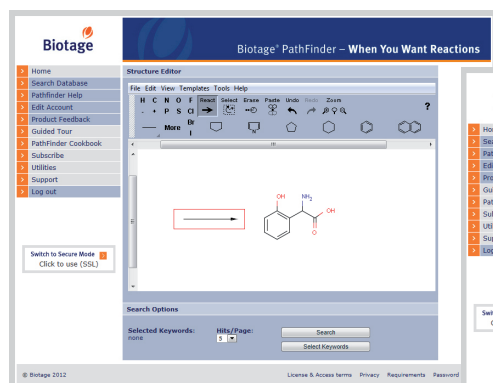 Biotage
Biotage® PathFinder – When You Want Reactions
Home
Search Database
Pathfinder Help
Edit Account
Product Feedback
Guided Tour
PathFinder Cookbook
Subscribe
Utilities
Support
Log out
Switch to Secure Mode
Click to use (SSL)
Structure Editor
File Edit View Templates Tools Help
H C N O F React Select Erase Paste Undo Redo Zoom
- + P S Cl
?
Br
More
I
N
OH NH2
OH
O
Search Options
Selected Keywords: Hits/Page:
none 5
Search
Select Keywords
© Biotage 2012
License & Access terms Privacy Requirements Password